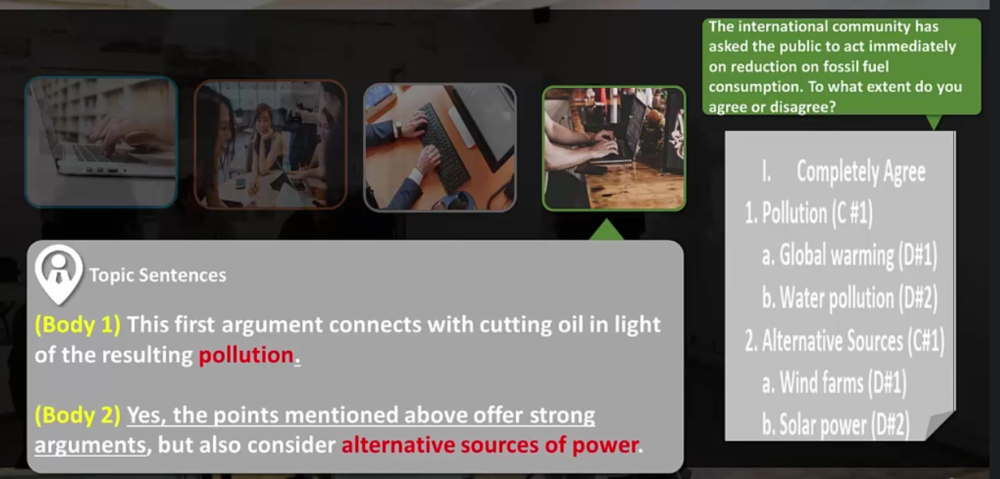 The international community has
asked the public to act immediately
on reduction on fossil fuel
consumption. To what extent do you
agree or disagree?
I. Completely Agree
1. Pollution (C #1)
a. Global warming (D#1)
b. Water pollution (D#2)
2. Alternative Sources (C#1)
a. Wind farms (D#1)
b. Solar power (D#2)
Topic Sentences
(Body 1) This first argument connects with cutting oil in light
of the resulting pollution.
(Body 2) Yes, the points mentioned above offer strong
arguments, but also consider alternative sources of power.